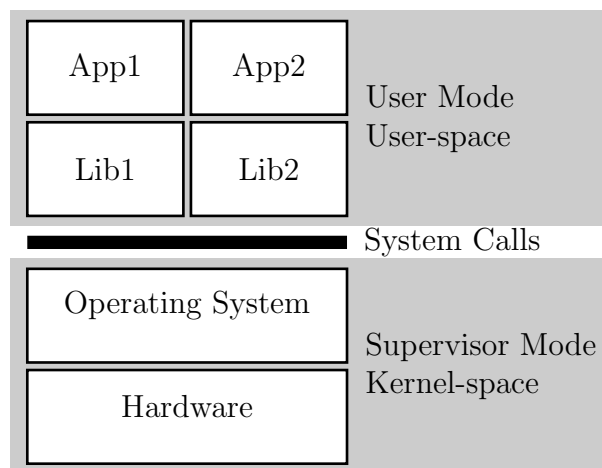 App1 App2
User Mode
User-space
Lib1 Lib2
System Calls
Operating System
Supervisor Mode
Kernel-space
Hardware